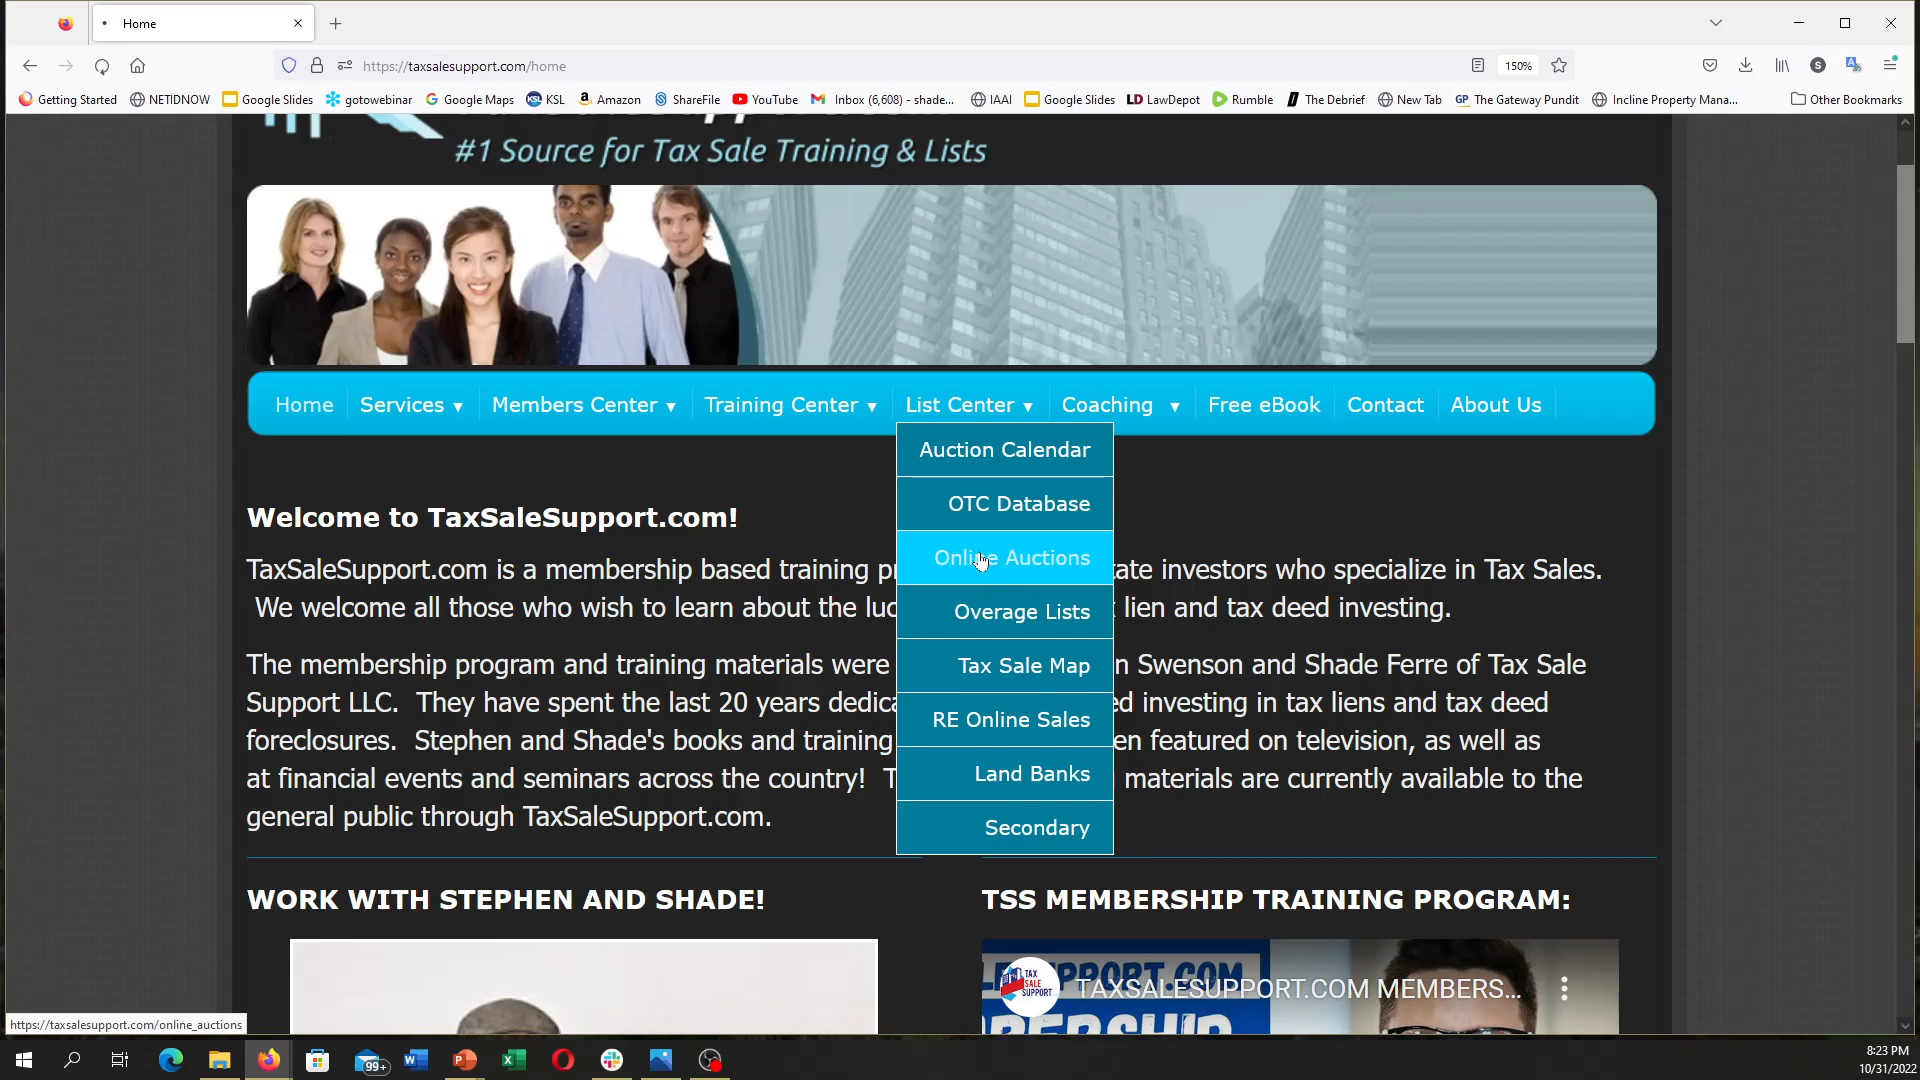 Home
https://taxsalesupport.com/home
150%
Getting Started NETIDNOW Google Slides gotowebinar Google Maps KSL Amazon ShareFile YouTube Inbox (6,608) - shade... IAAI Google Slides LawDepot Rumble The Debrief New Tab The Gateway Pundit Incline Property Mana... Other Bookmarks
#1 Source for Tax Sale Training & Lists
Home Services ▼ Members Center ▼ Training Center ▼ List Center ▼ Coaching ▼ Free eBook Contact About Us
Auction Calendar
OTC Database
Online Auctions
Overage Lists
Tax Sale Map
RE Online Sales
Land Banks
Secondary
Welcome to TaxSaleSupport.com!
TaxSaleSupport.com is a membership based training investors who specialize in Tax Sales.
We welcome all those who wish to learn about the lien and tax deed investing.
The membership program and training materials were Swenson and Shade Ferre of Tax Sale
Support LLC. They have spent the last 20 years investing in tax liens and tax deed
foreclosures. Stephen and Shade's books and training featured on television, as well as
at financial events and seminars across the country! materials are currently available to the
general public through TaxSaleSupport.com.
WORK WITH STEPHEN AND SHADE!
TSS MEMBERSHIP TRAINING PROGRAM:
TAX
SALE
SUPPORT
TAXSALESUPPORT.COM MEMBERS...
https://taxsalesupport.com/online_auctions
99+
8:23 PM
10/31/2022